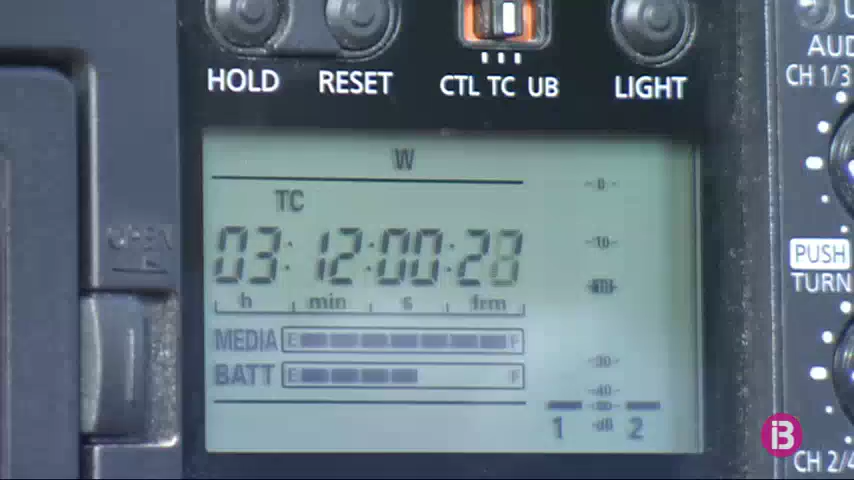 HOLD RESET CTL TC UB LIGHT
AUD
CH 1/3
W
TC
03:12:00:28
h min s frm
MEDIA E F
BATT E F
0
-10-
-30-
-40-
dB
1 2
OPEN
PUSH
TURN
CH 2/4
iB